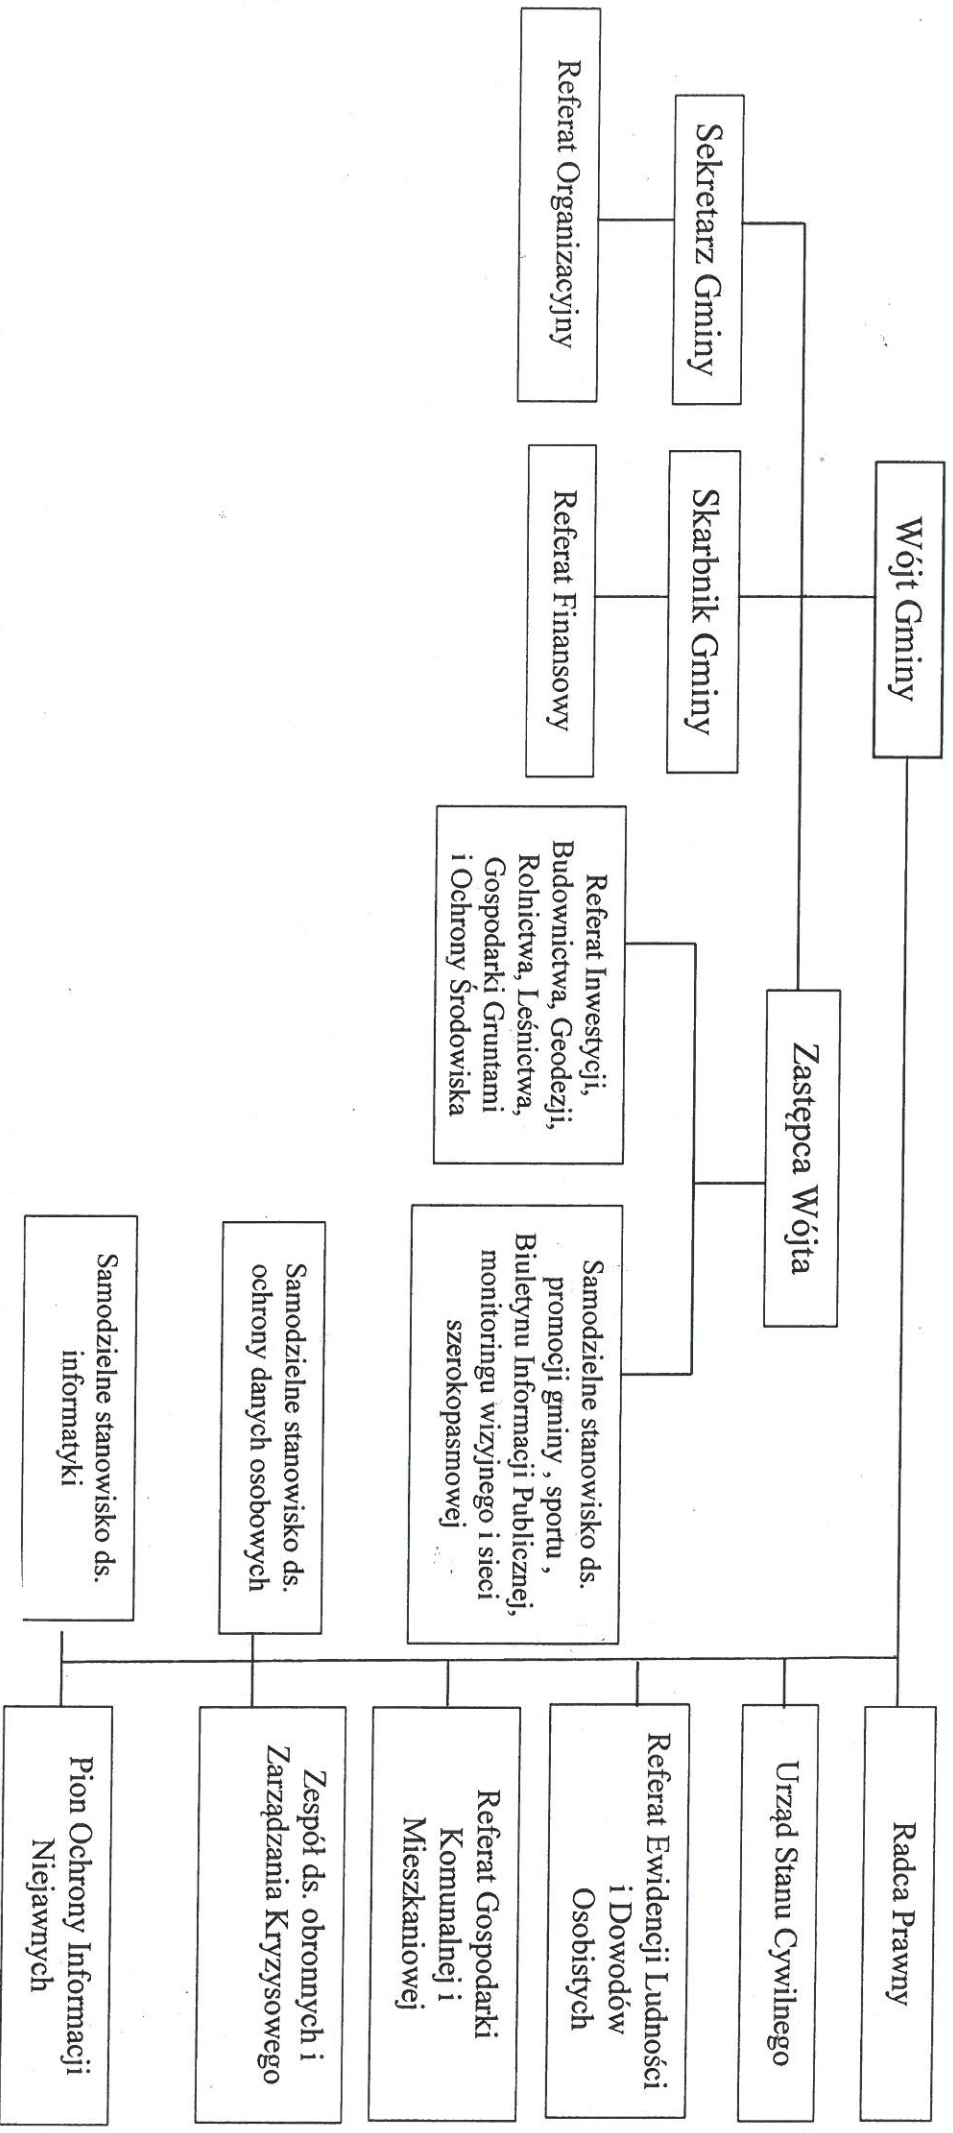 Wójt Gminy
Zastępca Wójta
Sekretarz Gminy
Skarbnik Gminy
Referat Organizacyjny
Referat Finansowy
Referat Inwestycji,
Budownictwa, Geodezji,
Rolnictwa, Leśnictwa,
Gospodarki Gruntami
i Ochrony Środowiska
Samodzielne stanowisko ds.
promocji gminy , sportu ,
Biuletynu Informacji Publicznej,
monitoringu wizyjnego i sieci
szerokopasmowej
Radca Prawny
Urząd Stanu Cywilnego
Referat Ewidencji Ludności
i Dowodów
Osobistych
Referat Gospodarki
Komunalnej i
Mieszkaniowej
Samodzielne stanowisko ds.
ochrony danych osobowych
Zespół ds. obronnych i
Zarządzania Kryzysowego
Samodzielne stanowisko ds.
informatyki
Pion Ochrony Informacji
Niejawnych